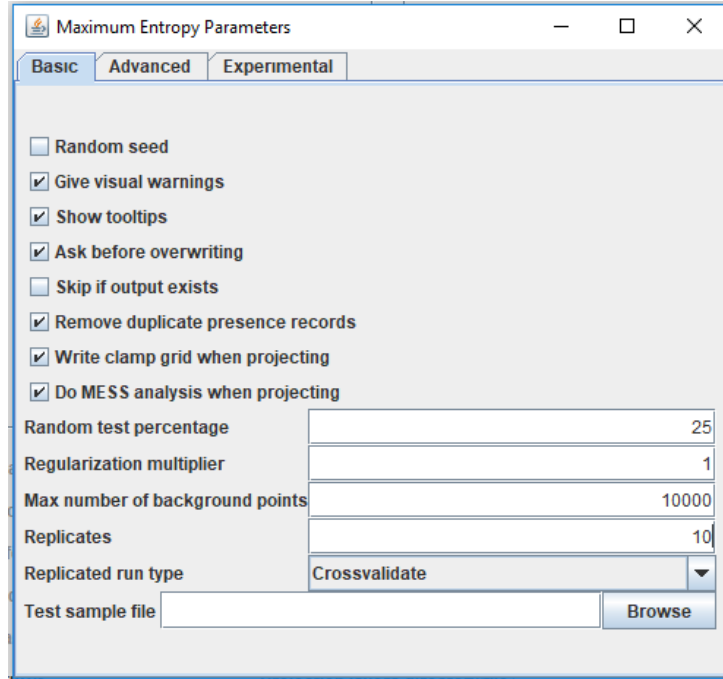 Maximum Entropy Parameters
Basic Advanced Experimental
Random seed
Give visual warnings
Show tooltips
Ask before overwriting
Skip if output exists
Remove duplicate presence records
Write clamp grid when projecting
Do MESS analysis when projecting
Random test percentage 25
Regularization multiplier 1
Max number of background points 10000
Replicates 10
Replicated run type Crossvalidate
Test sample file Browse